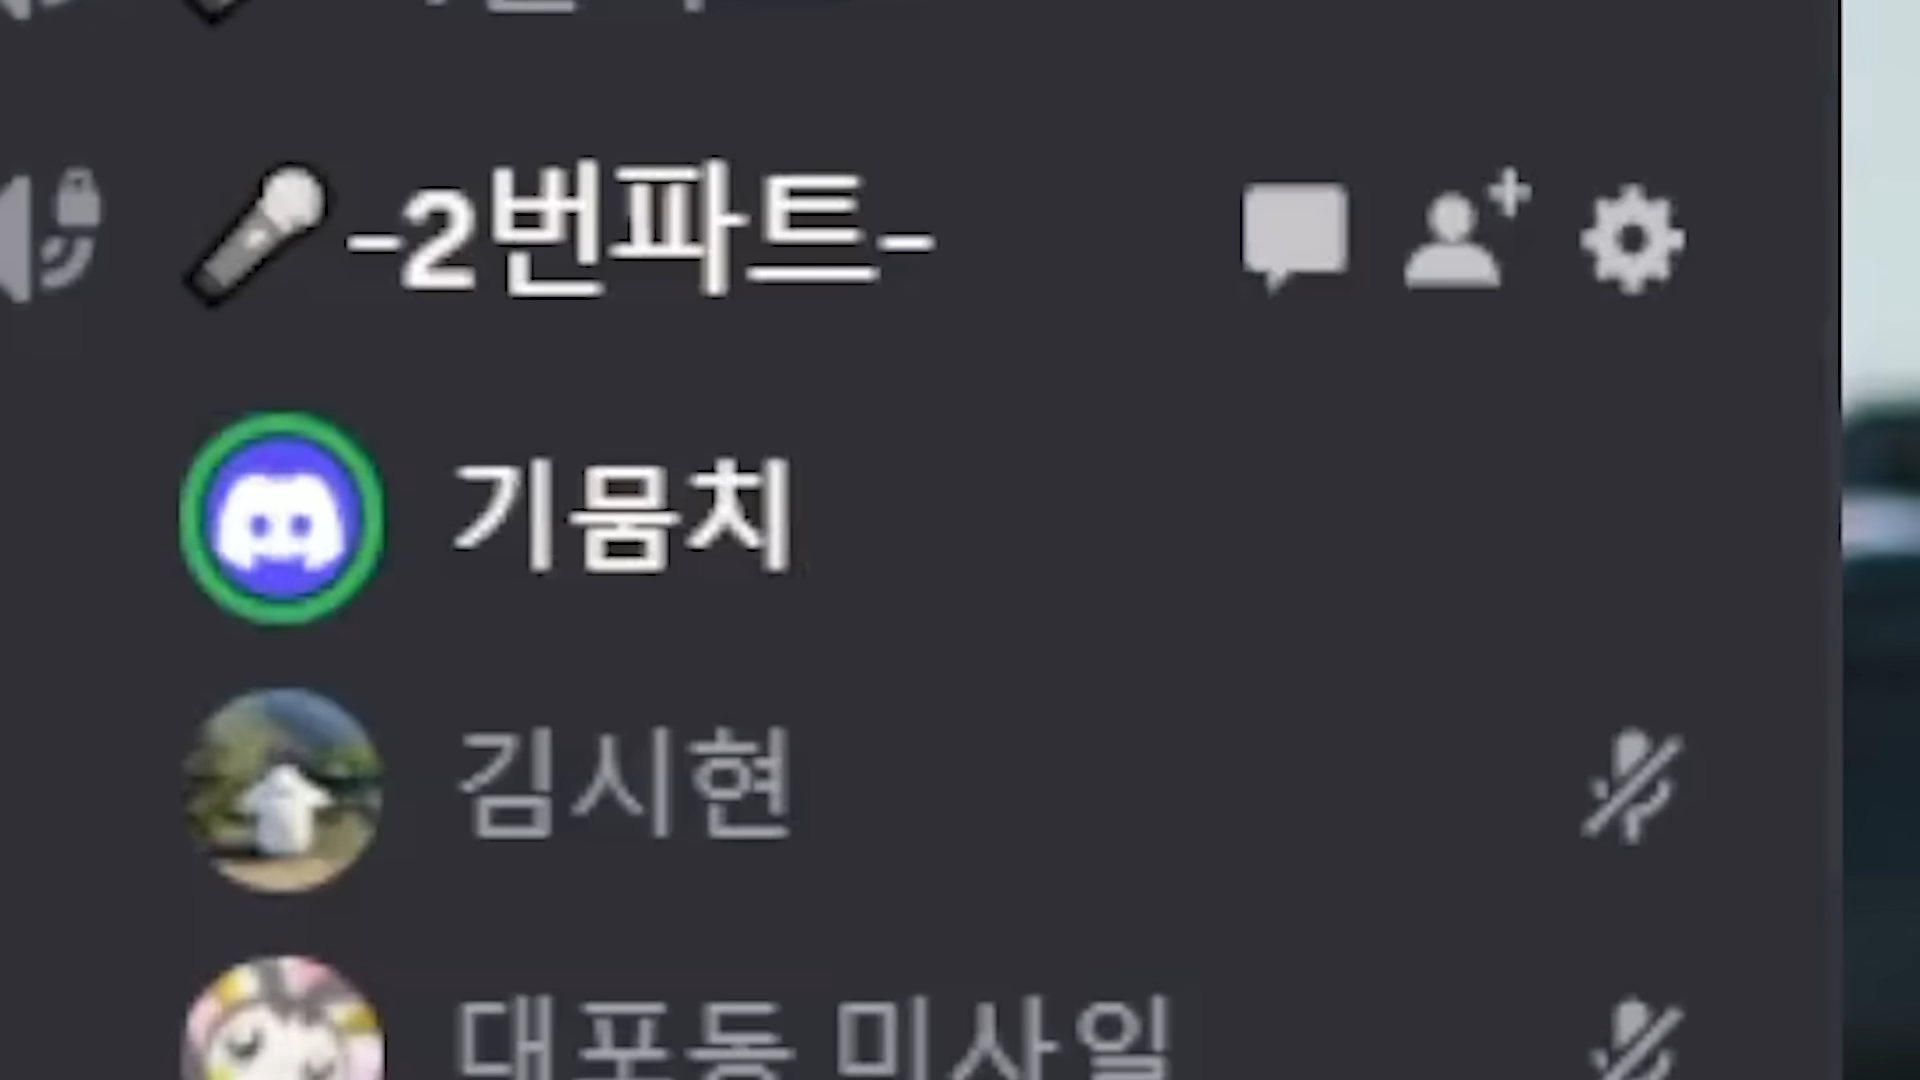 -2번파트-
기뭄치
김시현
대포동 미사일